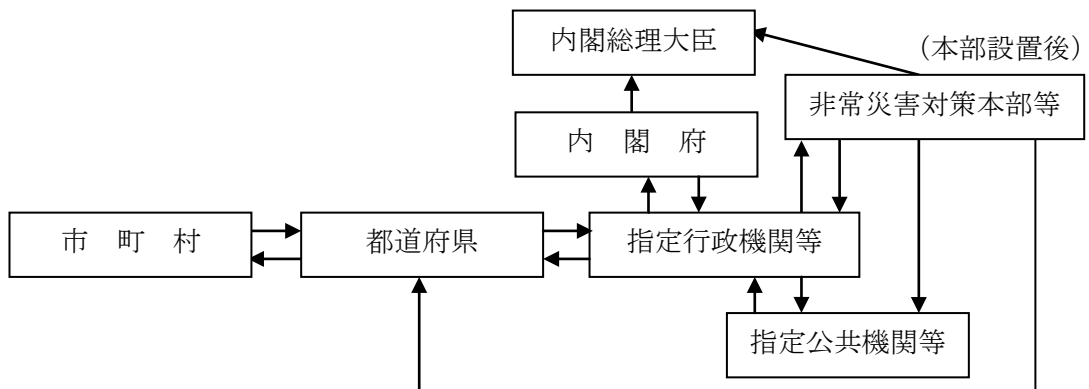 内閣総理大臣
（本部設置後）
非常災害対策本部等
内　閣　府
市　町　村
都道府県
指定行政機関等
指定公共機関等